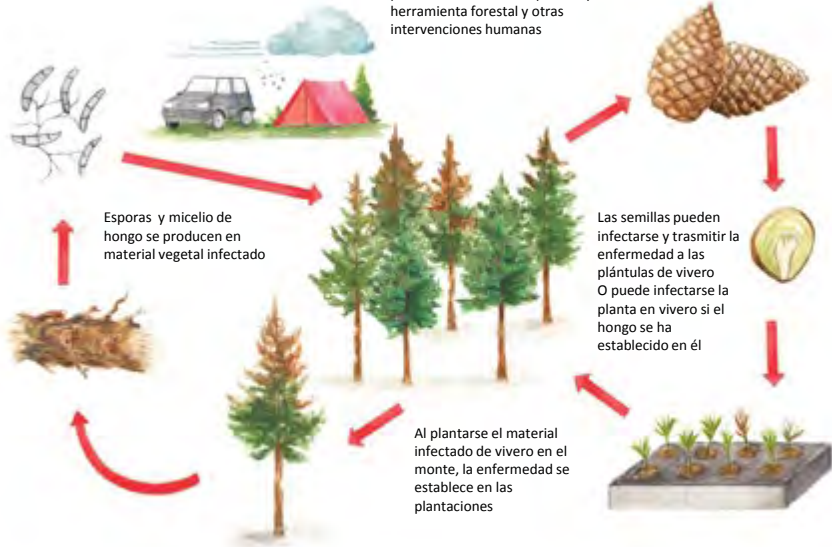 herramienta forestal y otras
intervenciones humanas
Esporas y micelio de
hongo se producen en
material vegetal infectado
Las semillas pueden
infectarse y trasmitir la
enfermedad a las
plántulas de vivero
O puede infectarse la
planta en vivero si el
hongo se ha
establecido en él
Al plantarse el material
infectado de vivero en el
monte, la enfermedad se
establece en las
plantaciones